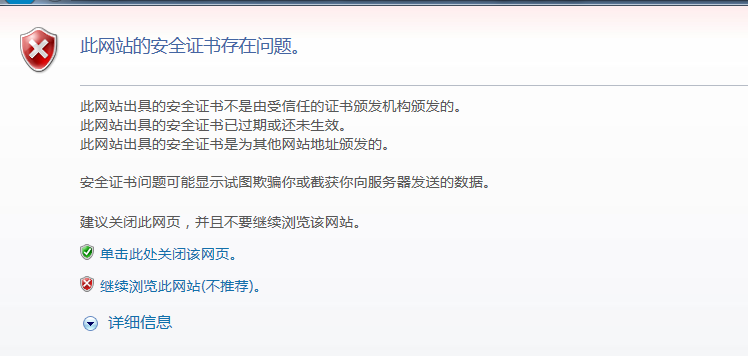 此网站的安全证书存在问题。
此网站出具的安全证书不是由受信任的证书颁发机构颁发的。
此网站出具的安全证书已过期或还未生效。
此网站出具的安全证书是为其他网站地址颁发的。
安全证书问题可能显示试图欺骗你或截获你向服务器发送的数据。
建议关闭此网页，并且不要继续浏览该网站。
单击此处关闭该网页。
继续浏览此网站(不推荐)。
详细信息